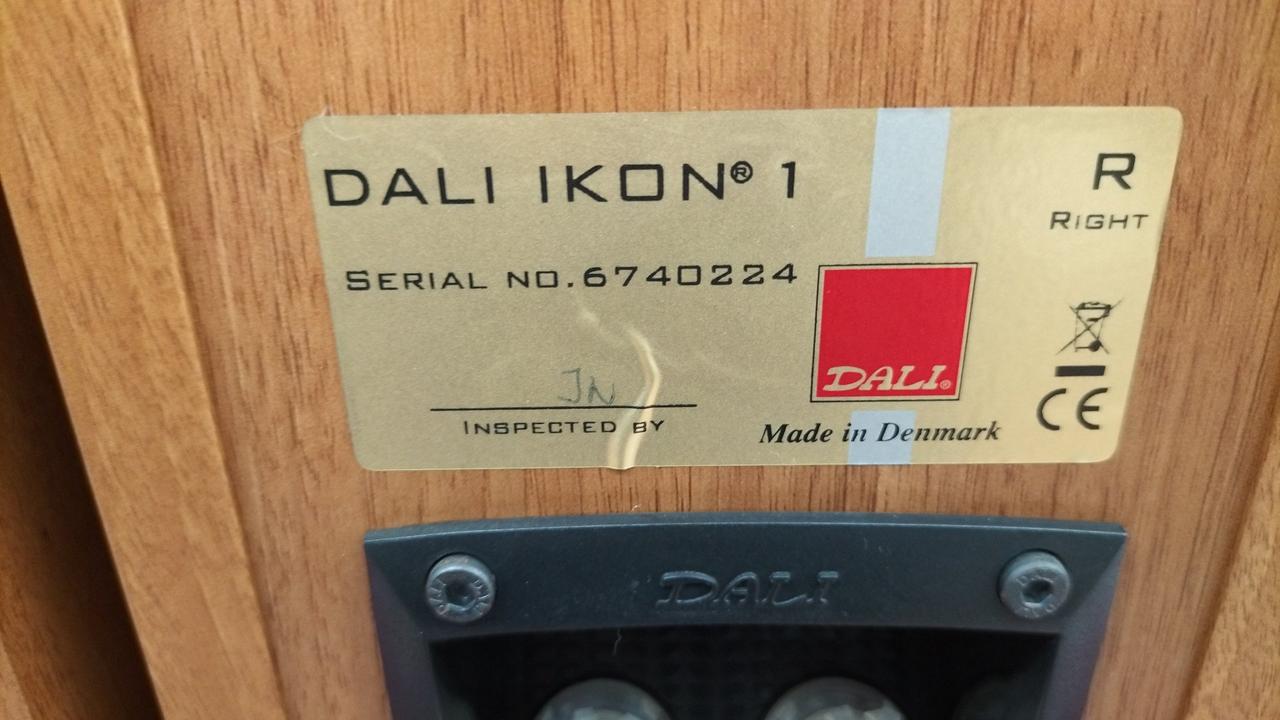 DALI IKON® 1
R
RIGHT
SERIAL NO.6740224
DALI®
JN
INSPECTED BY
Made in Denmark
CE
DALI